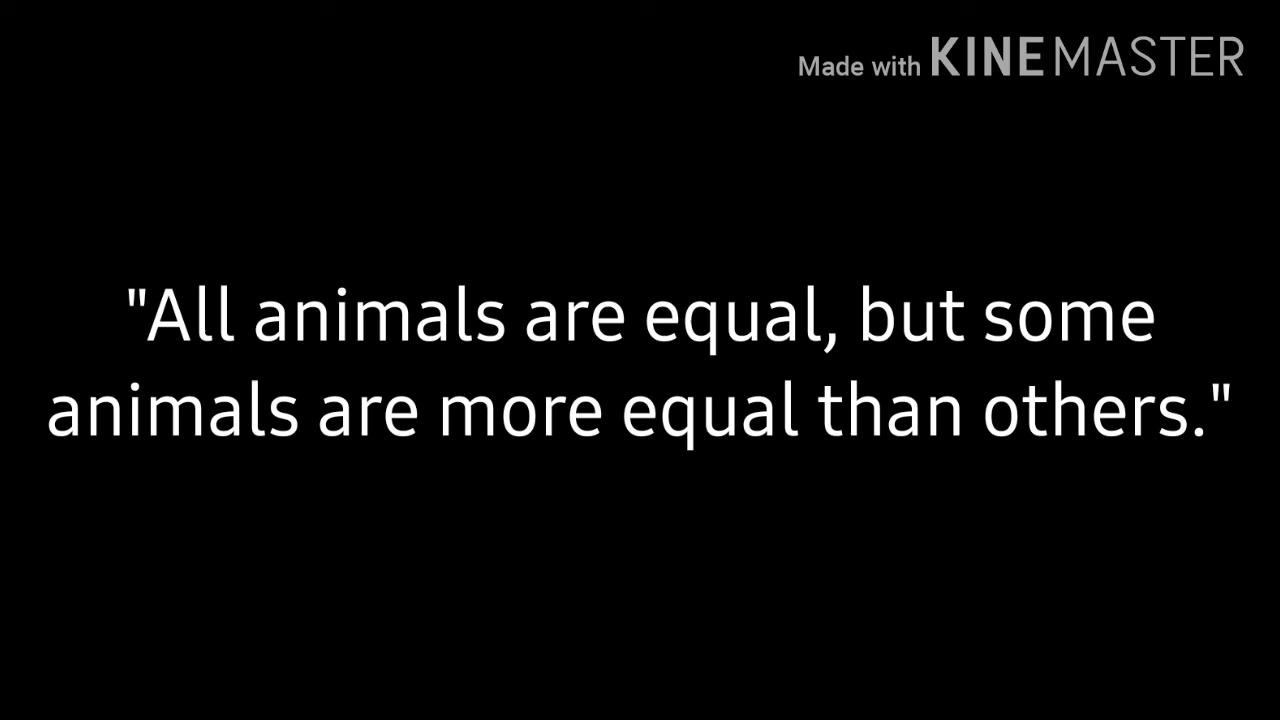 Made with KINEMASTER
"All animals are equal, but some
animals are more equal than others."